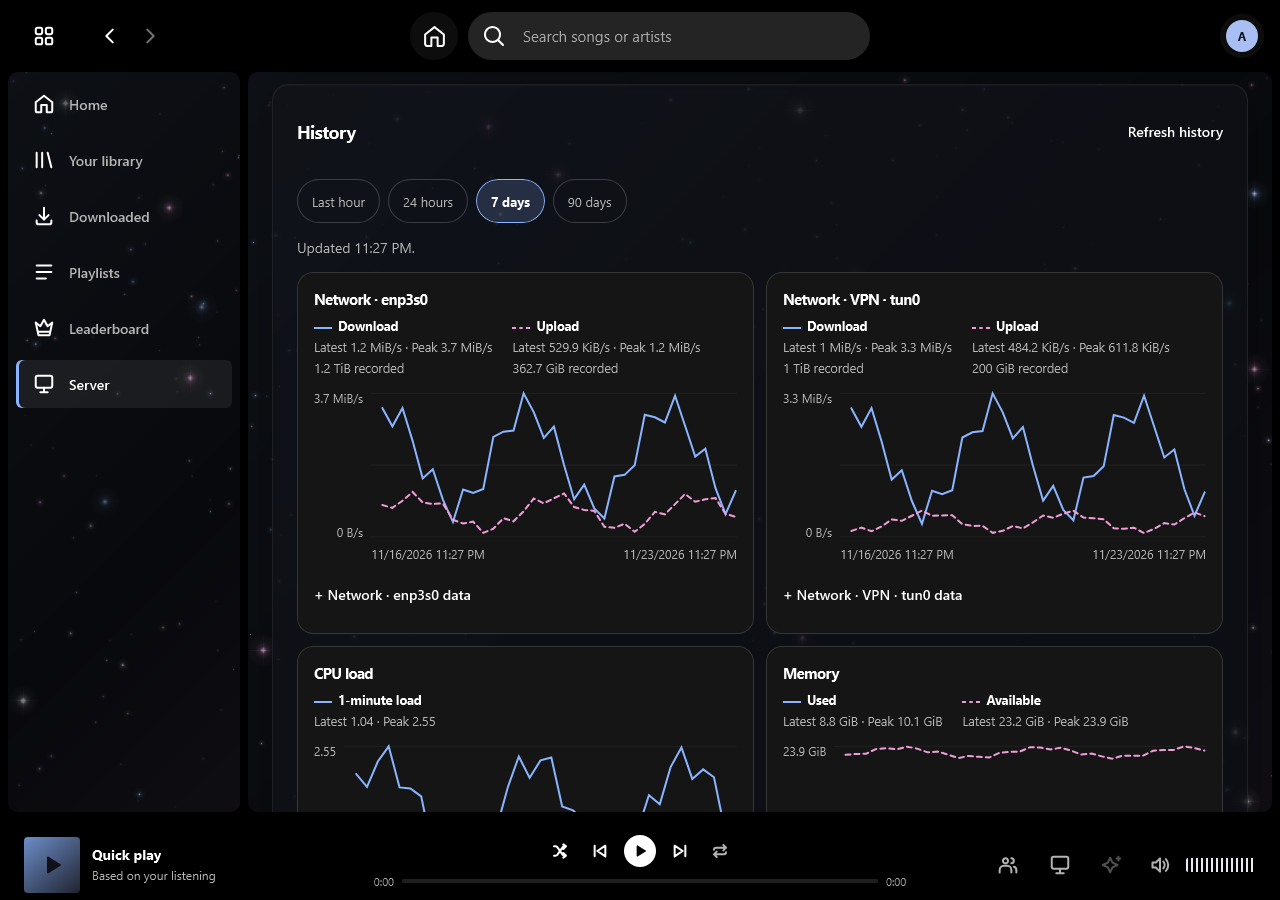 Search songs or artists
A
Home
Your library
Downloaded
Playlists
Leaderboard
Server
History
Refresh history
Last hour
24 hours
7 days
90 days
Updated 11:27 PM.
Network · enp3s0
Download
Upload
Latest 1.2 MiB/s · Peak 3.7 MiB/s
Latest 529.9 KiB/s · Peak 1.2 MiB/s
1.2 TiB recorded
362.7 GiB recorded
3.7 MiB/s
0 B/s
11/16/2026 11:27 PM
11/23/2026 11:27 PM
+ Network · enp3s0 data
Network · VPN · tun0
Download
Upload
Latest 1 MiB/s · Peak 3.3 MiB/s
Latest 484.2 KiB/s · Peak 611.8 KiB/s
1 TiB recorded
200 GiB recorded
3.3 MiB/s
0 B/s
11/16/2026 11:27 PM
11/23/2026 11:27 PM
+ Network · VPN · tun0 data
CPU load
1-minute load
Latest 1.04 · Peak 2.55
2.55
Memory
Used
Available
Latest 8.8 GiB · Peak 10.1 GiB
Latest 23.2 GiB · Peak 23.9 GiB
23.9 GiB
Quick play
Based on your listening
0:00
0:00